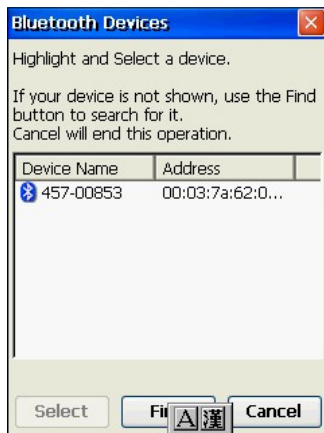 Bluetooth Devices
Highlight and Select a device.
If your device is not shown, use the Find
button to search for it.
Cancel will end this operation.
Device Name Address
457-00853 00:03:7a:62:0...
Select Fi A 漢 Cancel